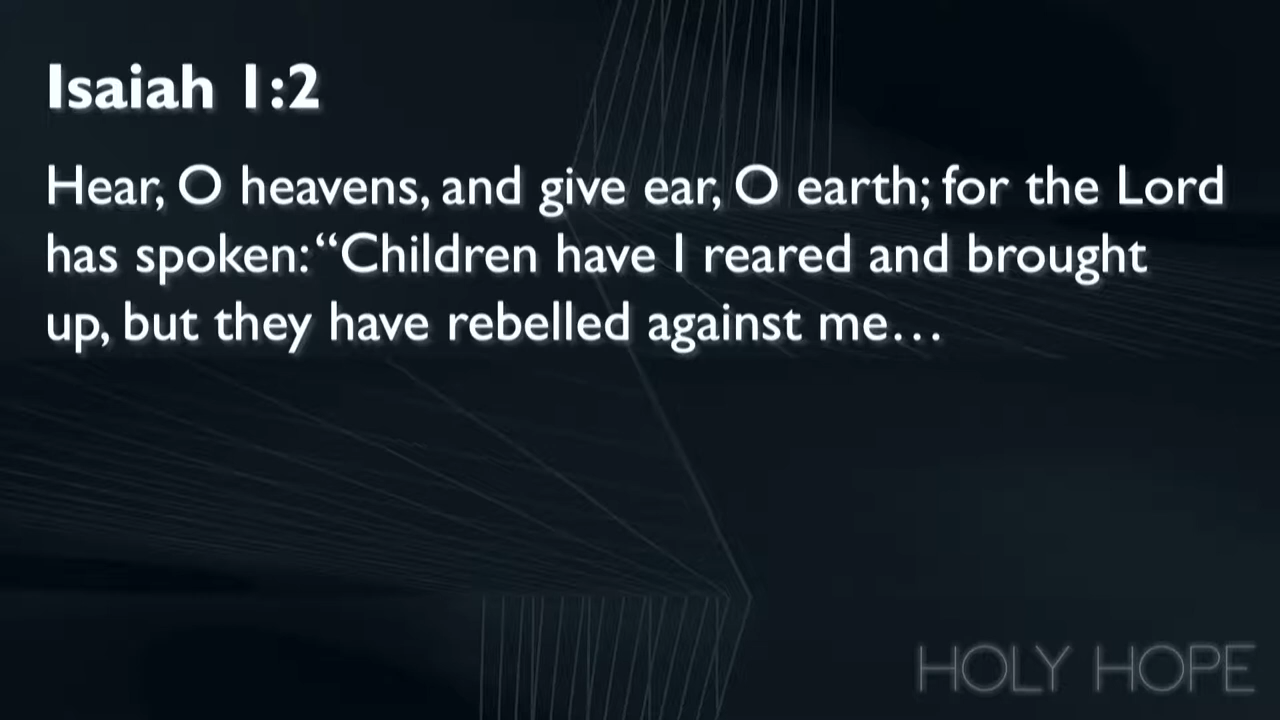 Isaiah 1:2
Hear, O heavens, and give ear, O earth; for the Lord
has spoken: “Children have I reared and brought
up, but they have rebelled against me…
HOLY HOPE